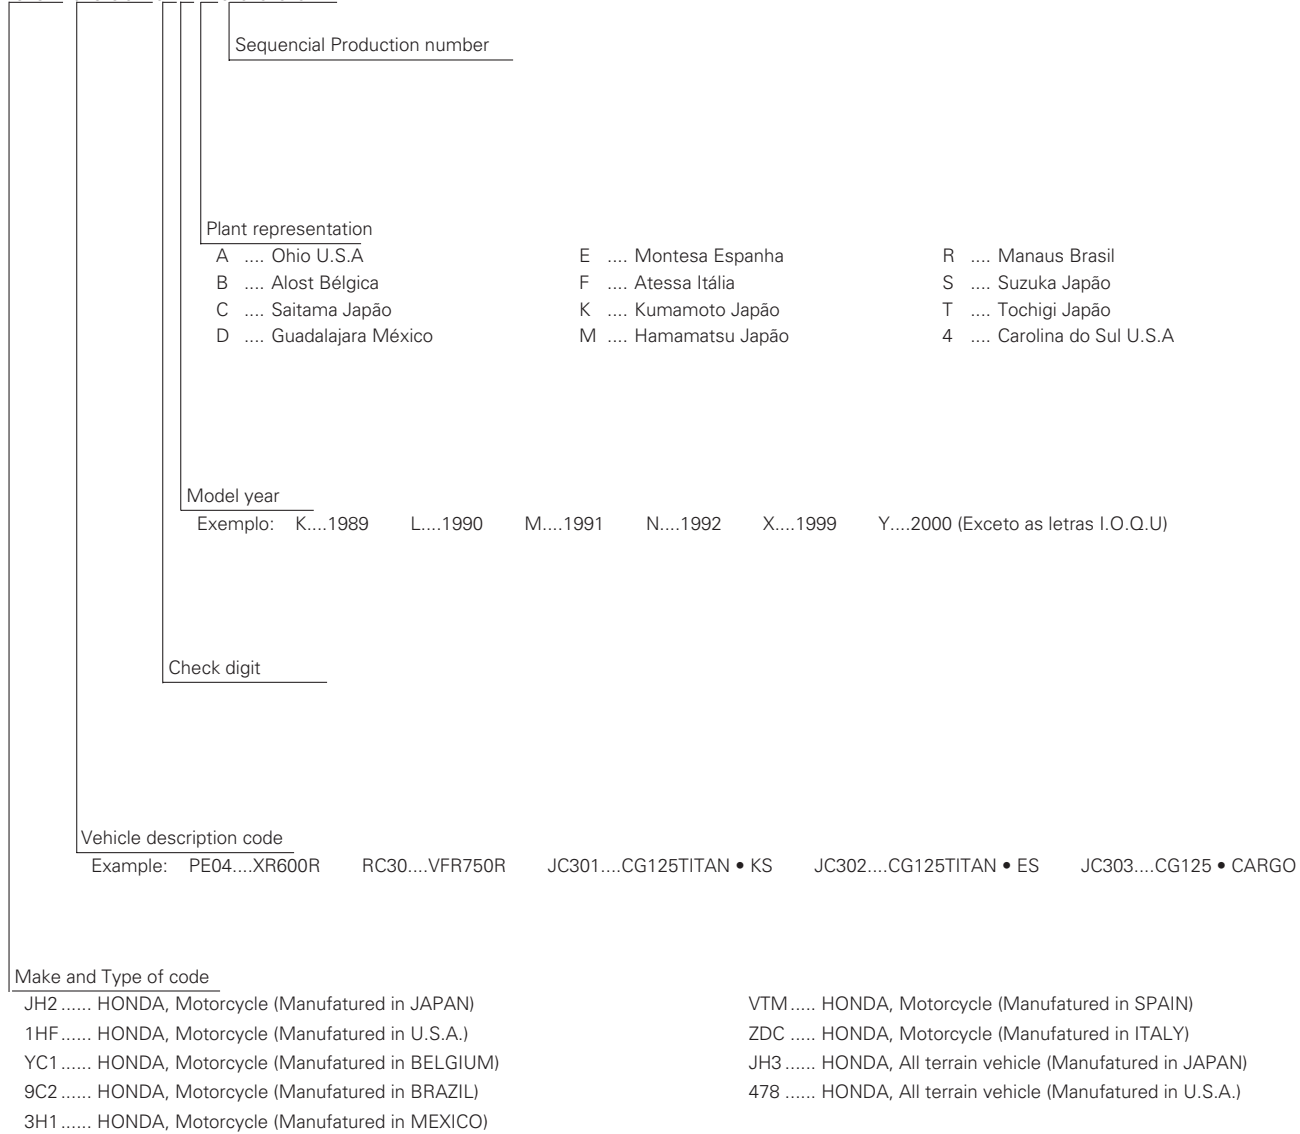 Sequencial Production number
Plant representation
A .... Ohio U.S.A E .... Montesa Espanha R .... Manaus Brasil
B .... Alost Bélgica F .... Atessa Itália S .... Suzuka Japão
C .... Saitama Japão K .... Kumamoto Japão T .... Tochigi Japão
D .... Guadalajara México M .... Hamamatsu Japão 4 .... Carolina do Sul U.S.A
Model year
Exemplo: K....1989 L....1990 M....1991 N....1992 X....1999 Y....2000 (Exceto as letras I.O.Q.U)
Check digit
Vehicle description code
Example: PE04....XR600R RC30....VFR750R JC301....CG125TITAN • KS JC302....CG125TITAN • ES JC303....CG125 • CARGO
Make and Type of code
JH2 ...... HONDA, Motorcycle (Manufatured in JAPAN) VTM ..... HONDA, Motorcycle (Manufatured in SPAIN)
1HF ...... HONDA, Motorcycle (Manufatured in U.S.A.) ZDC ..... HONDA, Motorcycle (Manufatured in ITALY)
YC1 ...... HONDA, Motorcycle (Manufatured in BELGIUM) JH3 ...... HONDA, All terrain vehicle (Manufatured in JAPAN)
9C2 ...... HONDA, Motorcycle (Manufatured in BRAZIL) 478 ...... HONDA, All terrain vehicle (Manufatured in U.S.A.)
3H1 ...... HONDA, Motorcycle (Manufatured in MEXICO)